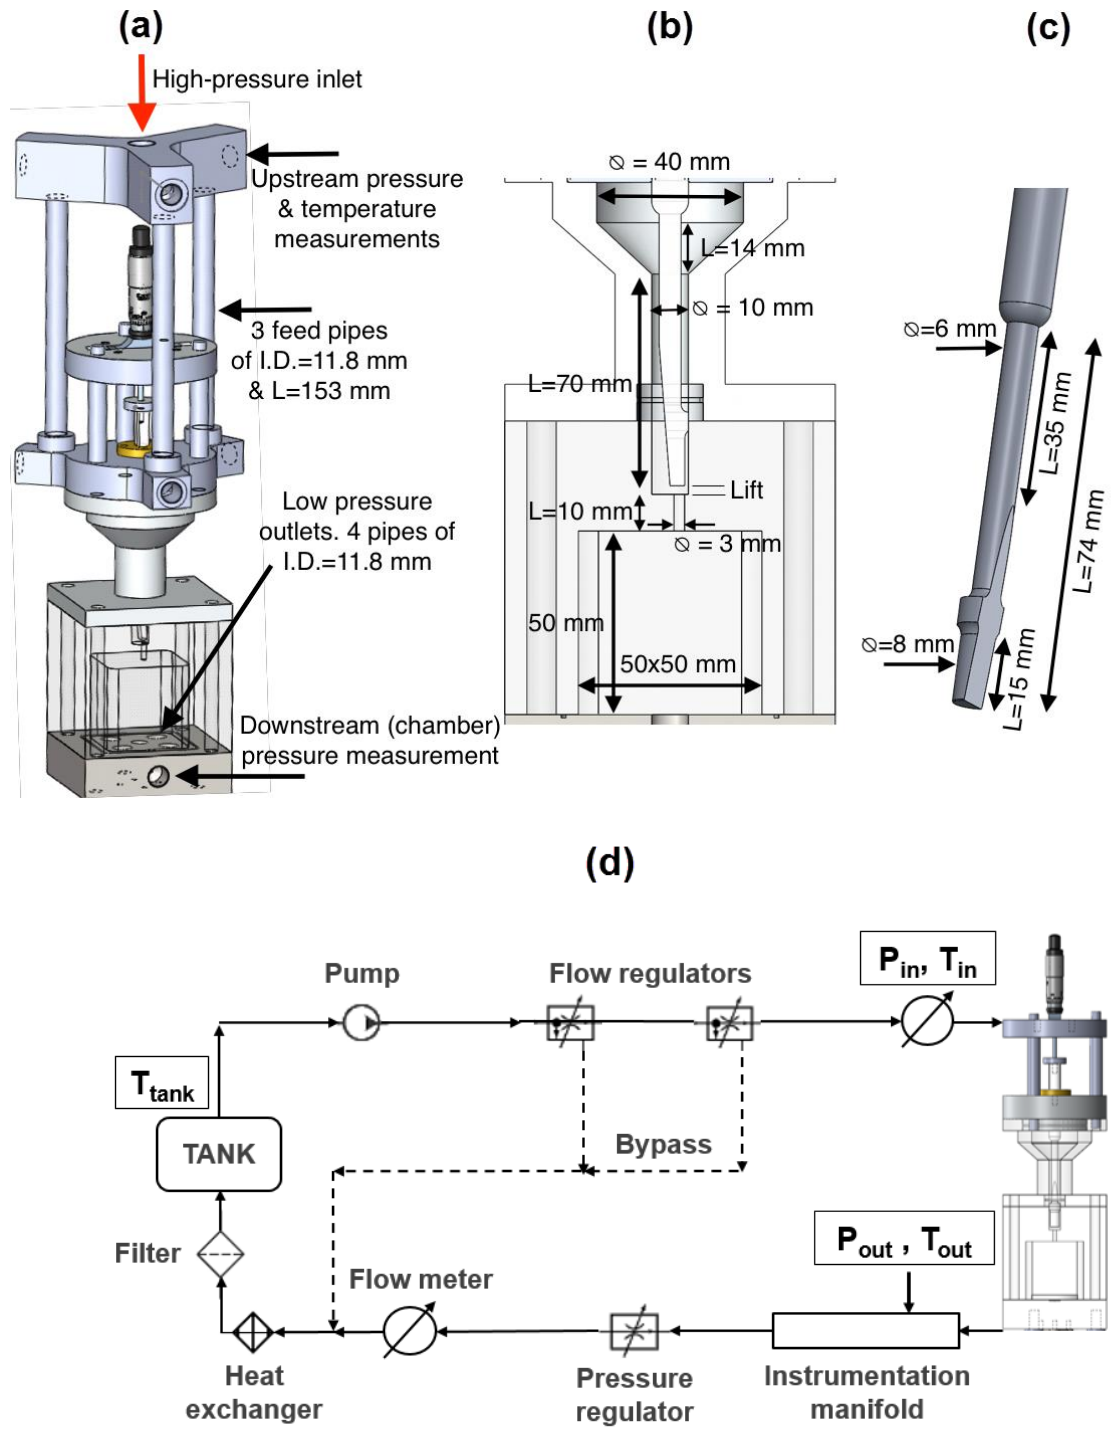 (a)
High-pressure inlet
Upstream pressure
& temperature
measurements
3 feed pipes
of I.D.=11.8 mm
& L=153 mm
Low pressure
outlets. 4 pipes of
I.D.=11.8 mm
Downstream (chamber)
pressure measurement
(b)
∅ = 40 mm
L=14 mm
∅ = 10 mm
L=70 mm
Lift
L=10 mm
∅ = 3 mm
50 mm
50x50 mm
(c)
∅=6 mm
L=35 mm
L=74 mm
∅=8 mm
L=15 mm
(d)
Pump
Flow regulators
Pin, Tin
Ttank
TANK
Bypass
Filter
Flow meter
Pout , Tout
Heat
exchanger
Pressure
regulator
Instrumentation
manifold